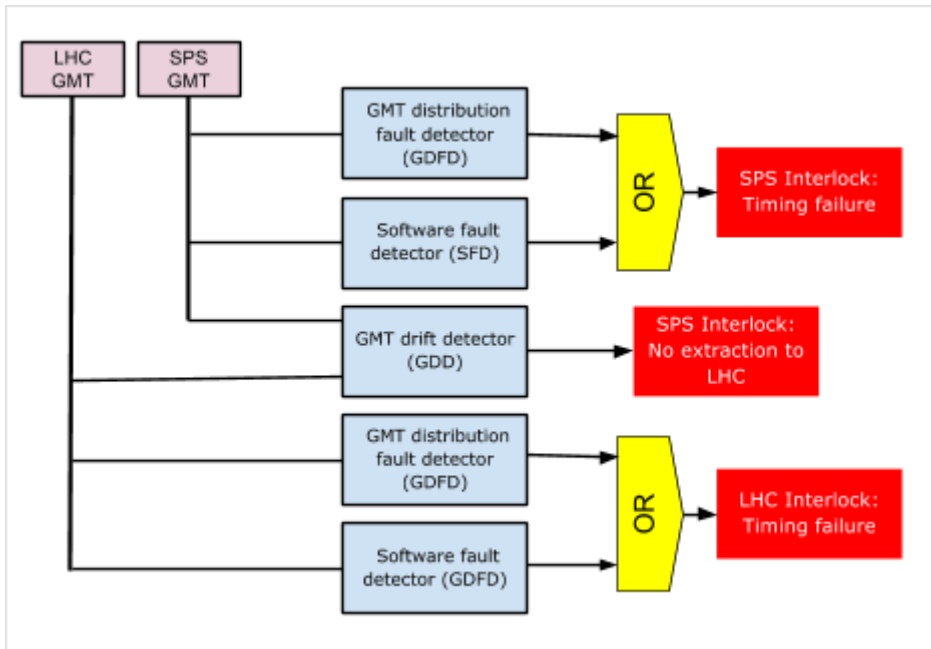 LHC
GMT
SPS
GMT
GMT distribution
fault detector
(GDFD)
OR
SPS Interlock:
Timing failure
Software fault
detector (SFD)
GMT drift detector
(GDD)
SPS Interlock:
No extraction to
LHC
GMT distribution
fault detector
(GDFD)
OR
LHC Interlock:
Timing failure
Software fault
detector (GDFD)